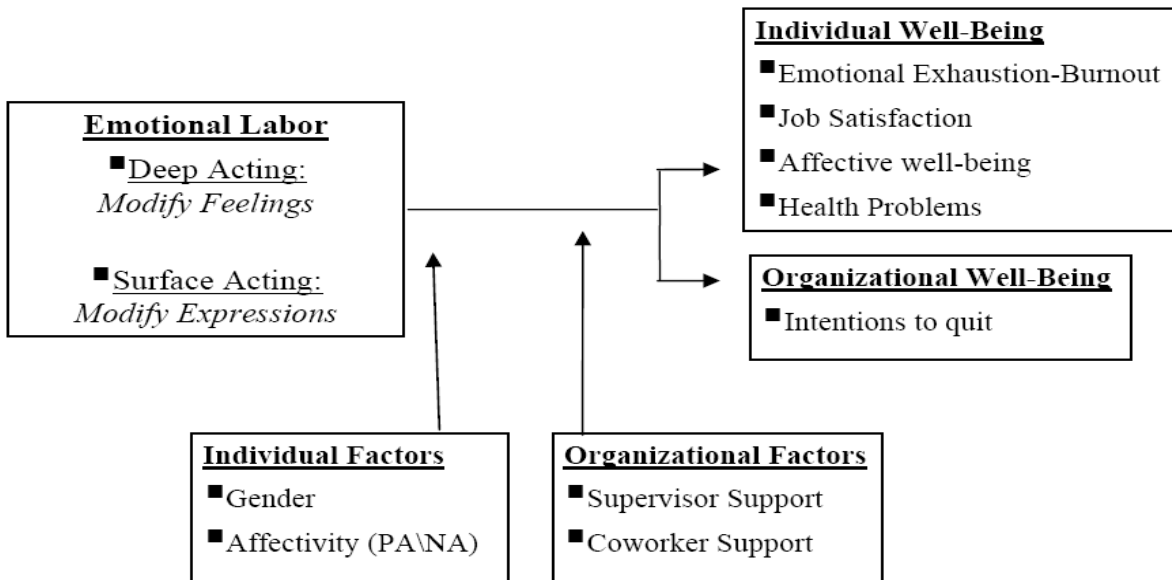 Emotional Labor
■Deep Acting:
Modify Feelings
■Surface Acting:
Modify Expressions
Individual Well-Being
■Emotional Exhaustion-Burnout
■Job Satisfaction
■Affective well-being
■Health Problems
Organizational Well-Being
■Intentions to quit
Individual Factors
■Gender
■Affectivity (PA\NA)
Organizational Factors
■Supervisor Support
■Coworker Support